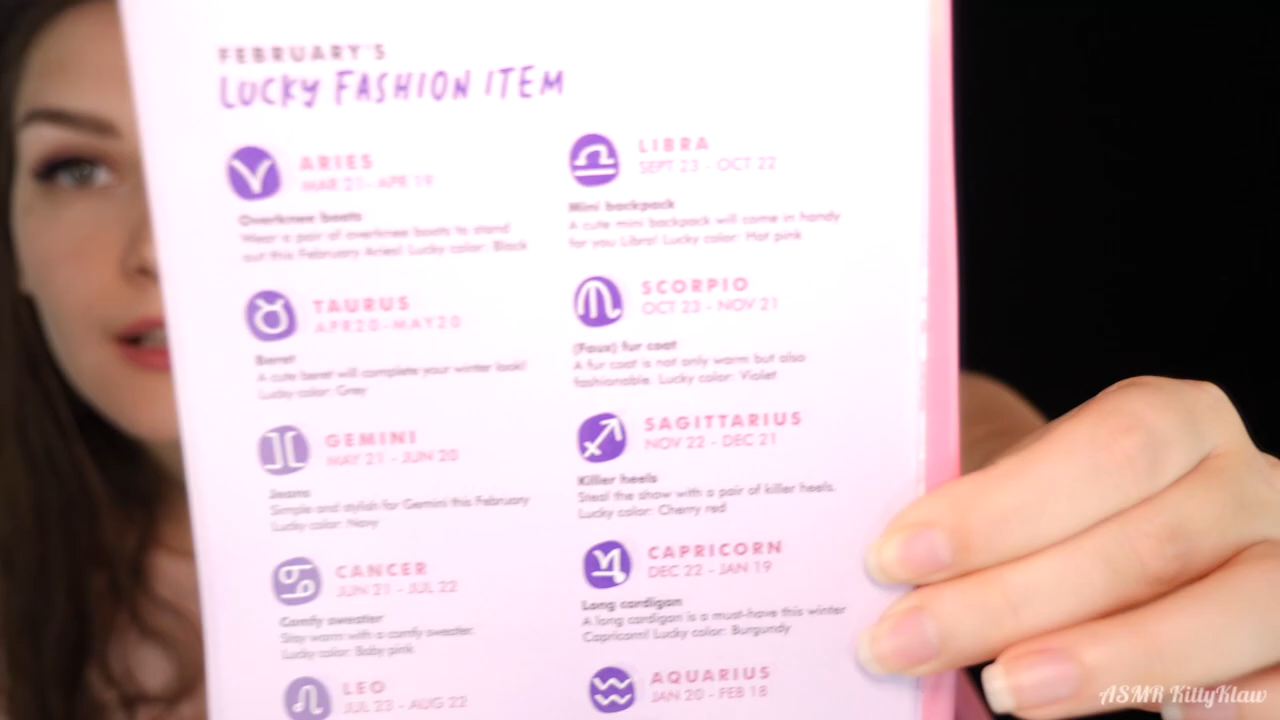 FEBRUARY'S
LUCKY FASHION ITEM
ARIES
MAR 21 - APR 19
Overknee boots
Wear a pair of overknee boots to stand
out this February Aries! Lucky color: Black
TAURUS
APR20-MAY20
Beret
A cute beret will complete your winter look!
Lucky color: Grey
GEMINI
MAY 21 - JUN 20
Jeans
Simple and stylish for Gemini this February
Lucky color: Navy
CANCER
JUN 21 - JUL 22
Comfy sweater
Stay warm with a comfy sweater.
Lucky color: Baby pink
LEO
JUL 23 - AUG 22
LIBRA
SEPT 23 - OCT 22
Mini backpack
A cute mini backpack will come in handy
for you Libra! Lucky color: Hot pink
SCORPIO
OCT 23 - NOV 21
(Faux) fur coat
A fur coat is not only warm but also
fashionable. Lucky color: Violet
SAGITTARIUS
NOV 22 - DEC 21
Killer heels
Steal the show with a pair of killer heels.
Lucky color: Cherry red
CAPRICORN
DEC 22 - JAN 19
Long cardigan
A long cardigan is a must-have this winter
Capricorn! Lucky color: Burgundy
AQUARIUS
JAN 20 - FEB 18
ASMR KittyKlaw